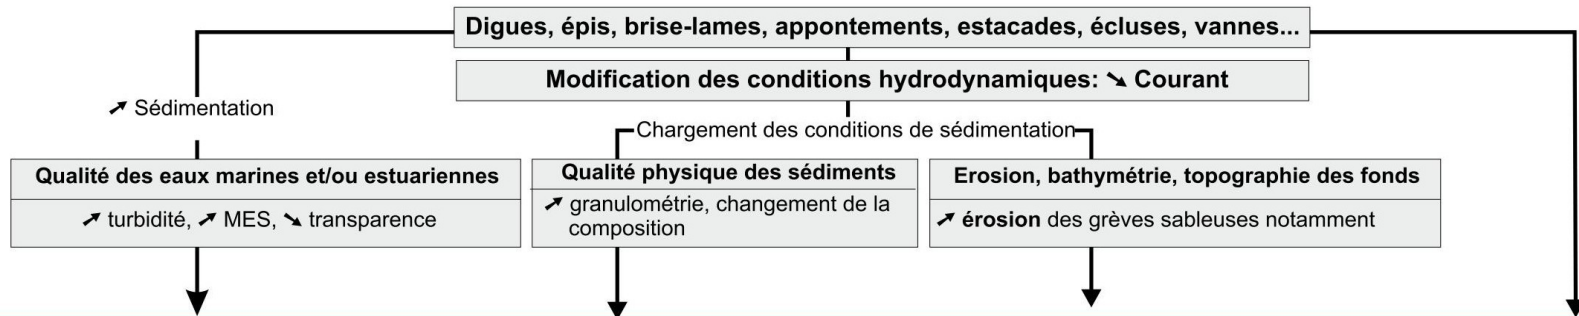 Digues, épis, brise-lames, appontements, estacades, écluses, vannes...
Modification des conditions hydrodynamiques: ➘ Courant
➚ Sédimentation
Chargement des conditions de sédimentation
Qualité des eaux marines et/ou estuariennes
➚ turbidité, ➚ MES, ➘ transparence
Qualité physique des sédiments
➚ granulométrie, changement de la
composition
Erosion, bathymétrie, topographie des fonds
➚ érosion des grèves sableuses notamment